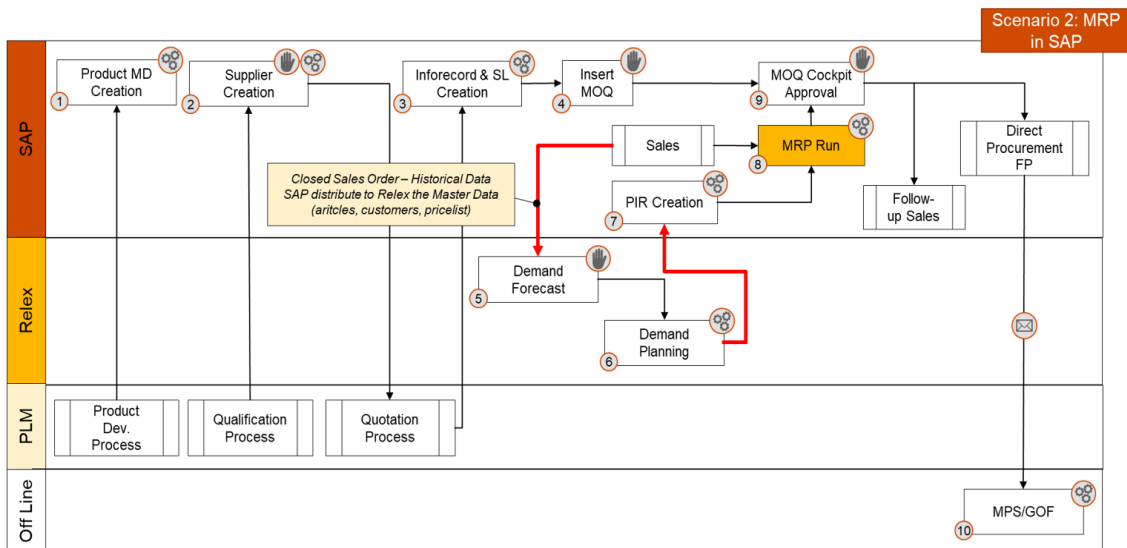 Scenario 2: MRP
in SAP
SAP
Product MD
Creation
1
Supplier
Creation
2
Inforecord & SL
Creation
3
Insert
MOQ
4
MOQ Cockpit
Approval
9
Sales
MRP Run
8
Direct
Procurement
FP
Closed Sales Order – Historical Data
SAP distribute to Relex the Master Data
(aritcles, customers, pricelist)
PIR Creation
7
Follow-
up Sales
Relex
Demand
Forecast
5
Demand
Planning
6
PLM
Product
Dev.
Process
Qualification
Process
Quotation
Process
Off Line
MPS/GOF
10